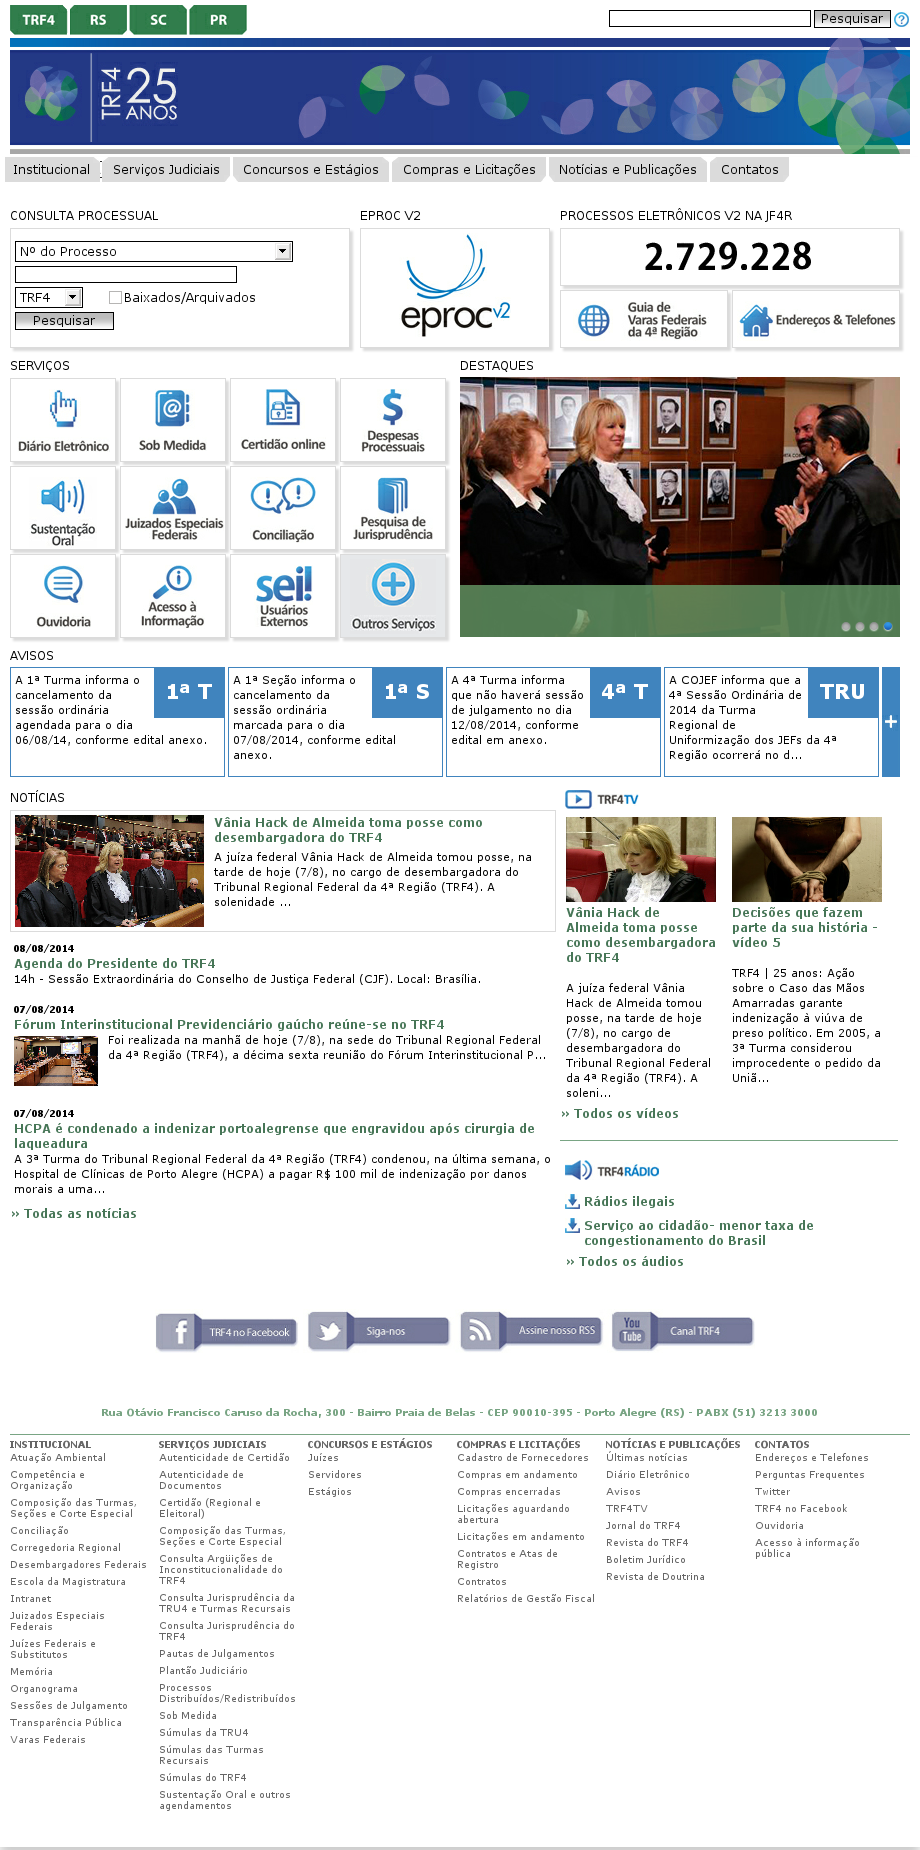 TRF4 RS SC PR
Pesquisar
?
TRF4 25 ANOS
Institucional
Serviços Judiciais
Concursos e Estágios
Compras e Licitações
Notícias e Publicações
Contatos
CONSULTA PROCESSUAL
Nº do Processo
TRF4
Baixados/Arquivados
Pesquisar
EPROC V2
eproc v2
PROCESSOS ELETRÔNICOS V2 NA JF4R
2.729.228
Guia de
Varas Federais
da 4ª Região
Endereços & Telefones
SERVIÇOS
Diário Eletrônico
Sob Medida
Certidão online
Despesas
Processuais
Sustentação
Oral
Juizados Especiais
Federais
Conciliação
Pesquisa de
Jurisprudência
Ouvidoria
Acesso à
Informação
sei!
Usuários
Externos
Outros Serviços
DESTAQUES
AVISOS
A 1ª Turma informa o
cancelamento da
sessão ordinária
agendada para o dia
06/08/14, conforme edital anexo.
1ª T
A 1ª Seção informa o
cancelamento da
sessão ordinária
marcada para o dia
07/08/2014, conforme edital
anexo.
1ª S
A 4ª Turma informa
que não haverá sessão
de julgamento no dia
12/08/2014, conforme
edital em anexo.
4ª T
A COJEF informa que a
4ª Sessão Ordinária de
2014 da Turma
Regional de
Uniformização dos JEFs da 4ª
Região ocorrerá no d...
TRU
+
NOTÍCIAS
Vânia Hack de Almeida toma posse como
desembargadora do TRF4
A juíza federal Vânia Hack de Almeida tomou posse, na
tarde de hoje (7/8), no cargo de desembargadora do
Tribunal Regional Federal da 4ª Região (TRF4). A
solenidade ...
08/08/2014
Agenda do Presidente do TRF4
14h - Sessão Extraordinária do Conselho de Justiça Federal (CJF). Local: Brasília.
07/08/2014
Fórum Interinstitucional Previdenciário gaúcho reúne-se no TRF4
Foi realizada na manhã de hoje (7/8), na sede do Tribunal Regional Federal
da 4ª Região (TRF4), a décima sexta reunião do Fórum Interinstitucional P...
07/08/2014
HCPA é condenado a indenizar portoalegrense que engravidou após cirurgia de
laqueadura
A 3ª Turma do Tribunal Regional Federal da 4ª Região (TRF4) condenou, na última semana, o
Hospital de Clínicas de Porto Alegre (HCPA) a pagar R$ 100 mil de indenização por danos
morais a uma...
›› Todas as notícias
TRF4TV
Vânia Hack de
Almeida toma posse
como desembargadora
do TRF4
A juíza federal Vânia
Hack de Almeida tomou
posse, na tarde de hoje
(7/8), no cargo de
desembargadora do
Tribunal Regional Federal
da 4ª Região (TRF4). A
soleni...
Decisões que fazem
parte da sua história -
vídeo 5
TRF4 | 25 anos: Ação
sobre o Caso das Mãos
Amarradas garante
indenização à viúva de
preso político. Em 2005, a
3ª Turma considerou
improcedente o pedido da
Uniã...
›› Todos os vídeos
TRF4RÁDIO
Rádios ilegais
Serviço ao cidadão- menor taxa de
congestionamento do Brasil
›› Todos os áudios
f TRF4 no Facebook
Siga-nos
Assine nosso RSS
You Tube Canal TRF4
Rua Otávio Francisco Caruso da Rocha, 300 - Bairro Praia de Belas - CEP 90010-395 - Porto Alegre (RS) - PABX (51) 3213 3000
INSTITUCIONAL
Atuação Ambiental
Competência e
Organização
Composição das Turmas,
Seções e Corte Especial
Conciliação
Corregedoria Regional
Desembargadores Federais
Escola da Magistratura
Intranet
Juizados Especiais
Federais
Juízes Federais e
Substitutos
Memória
Organograma
Sessões de Julgamento
Transparência Pública
Varas Federais
SERVIÇOS JUDICIAIS
Autenticidade de Certidão
Autenticidade de
Documentos
Certidão (Regional e
Eleitoral)
Composição das Turmas,
Seções e Corte Especial
Consulta Argüições de
Inconstitucionalidade do
TRF4
Consulta Jurisprudência da
TRU4 e Turmas Recursais
Consulta Jurisprudência do
TRF4
Pautas de Julgamentos
Plantão Judiciário
Processos
Distribuídos/Redistribuídos
Sob Medida
Súmulas da TRU4
Súmulas das Turmas
Recursais
Súmulas do TRF4
Sustentação Oral e outros
agendamentos
CONCURSOS E ESTÁGIOS
Juízes
Servidores
Estágios
COMPRAS E LICITAÇÕES
Cadastro de Fornecedores
Compras em andamento
Compras encerradas
Licitações aguardando
abertura
Licitações em andamento
Contratos e Atas de
Registro
Contratos
Relatórios de Gestão Fiscal
NOTÍCIAS E PUBLICAÇÕES
Últimas notícias
Diário Eletrônico
Avisos
TRF4TV
Jornal do TRF4
Revista do TRF4
Boletim Jurídico
Revista de Doutrina
CONTATOS
Endereços e Telefones
Perguntas Frequentes
Twitter
TRF4 no Facebook
Ouvidoria
Acesso à informação
pública